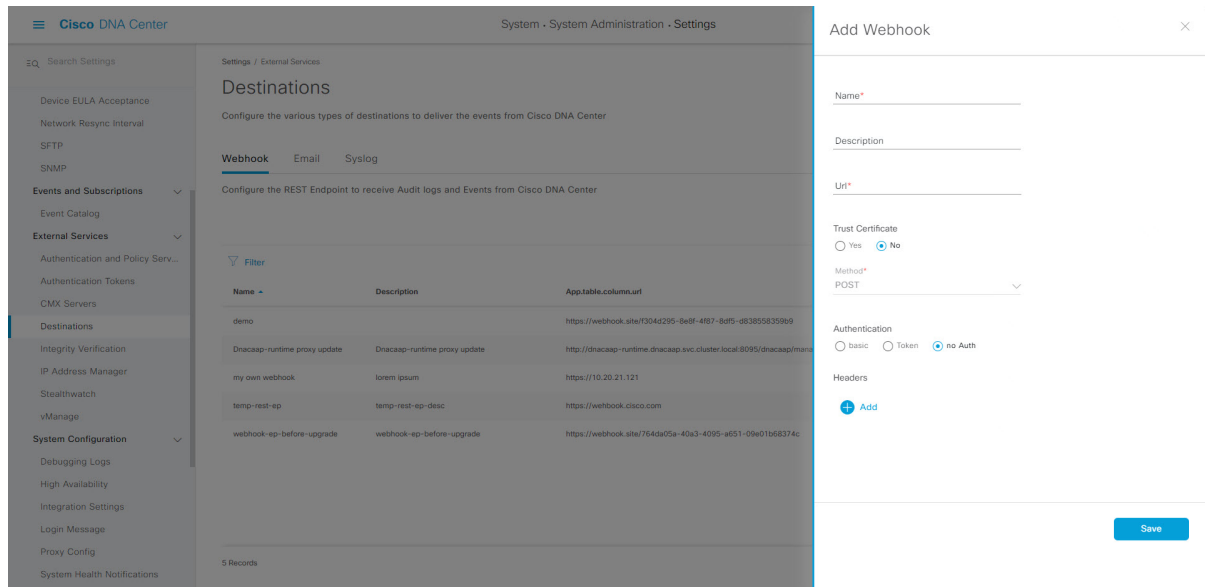 Cisco DNA Center
System · System Administration · Settings
Search Settings
Device EULA Acceptance
Network Resync Interval
SFTP
SNMP
Events and Subscriptions
Event Catalog
External Services
Authentication and Policy Serv...
Authentication Tokens
CMX Servers
Destinations
Integrity Verification
IP Address Manager
Stealthwatch
vManage
System Configuration
Debugging Logs
High Availability
Integration Settings
Login Message
Proxy Config
System Health Notifications
Settings / External Services
Destinations
Configure the various types of destinations to deliver the events from Cisco DNA Center
Webhook Email Syslog
Configure the REST Endpoint to receive Audit logs and Events from Cisco DNA Center
Filter
Name Description App.table.column.url
demo https://webhook.site/f304d295-8e8f-4f87-8df5-d838558359b9
Dnacaap-runtime proxy update Dnacaap-runtime proxy update http://dnacaap-runtime.dnacaap.svc.cluster.local:8095/dnacaap/mana
my own webhook lorem ipsum https://10.20.21.121
temp-rest-ep temp-rest-ep-desc https://wehbook.cisco.com
webhook-ep-before-upgrade webhook-ep-before-upgrade https://webhook.site/764da05a-40a3-4095-a651-09e01b68374c
5 Records
Add Webhook
Name*
Description
Url*
Trust Certificate
Yes No
Method*
POST
Authentication
basic Token no Auth
Headers
Add
Save